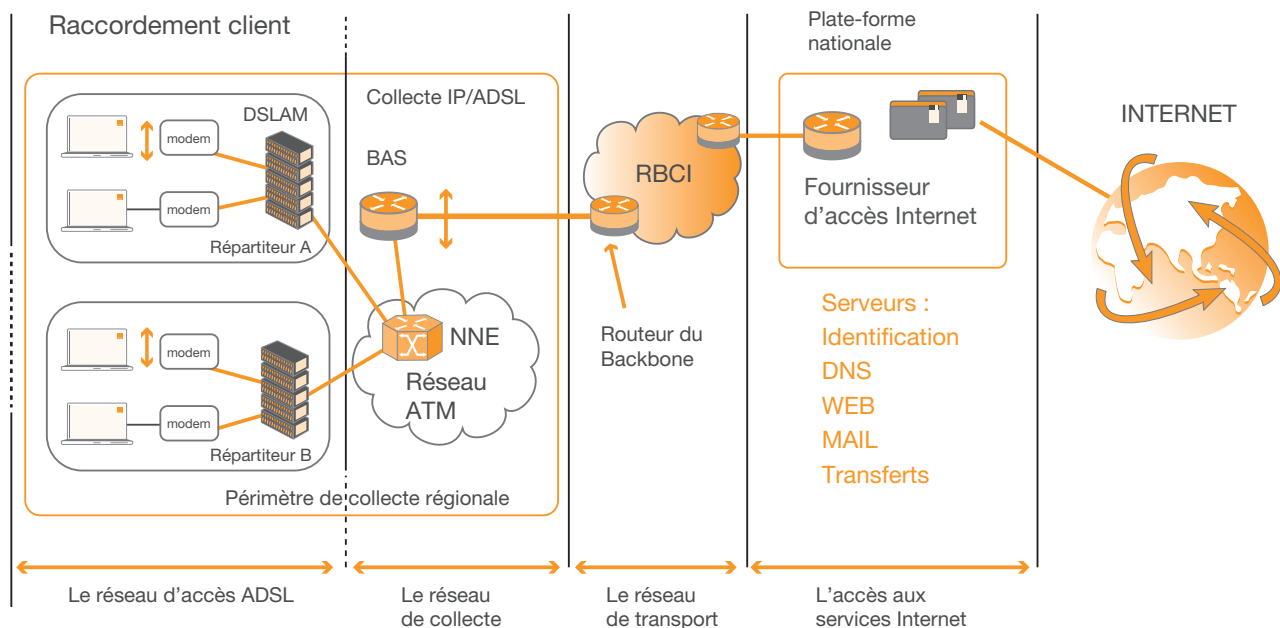 Raccordement client
Plate-forme
nationale
Collecte IP/ADSL
DSLAM
modem
modem
Répartiteur A
BAS
RBCI
Fournisseur
d'accès Internet
INTERNET
modem
modem
Répartiteur B
NNE
Réseau
ATM
Routeur du
Backbone
Serveurs :
Identification
DNS
WEB
MAIL
Transferts
Périmètre de collecte régionale
Le réseau d'accès ADSL
Le réseau
de collecte
Le réseau
de transport
L'accès aux
services Internet